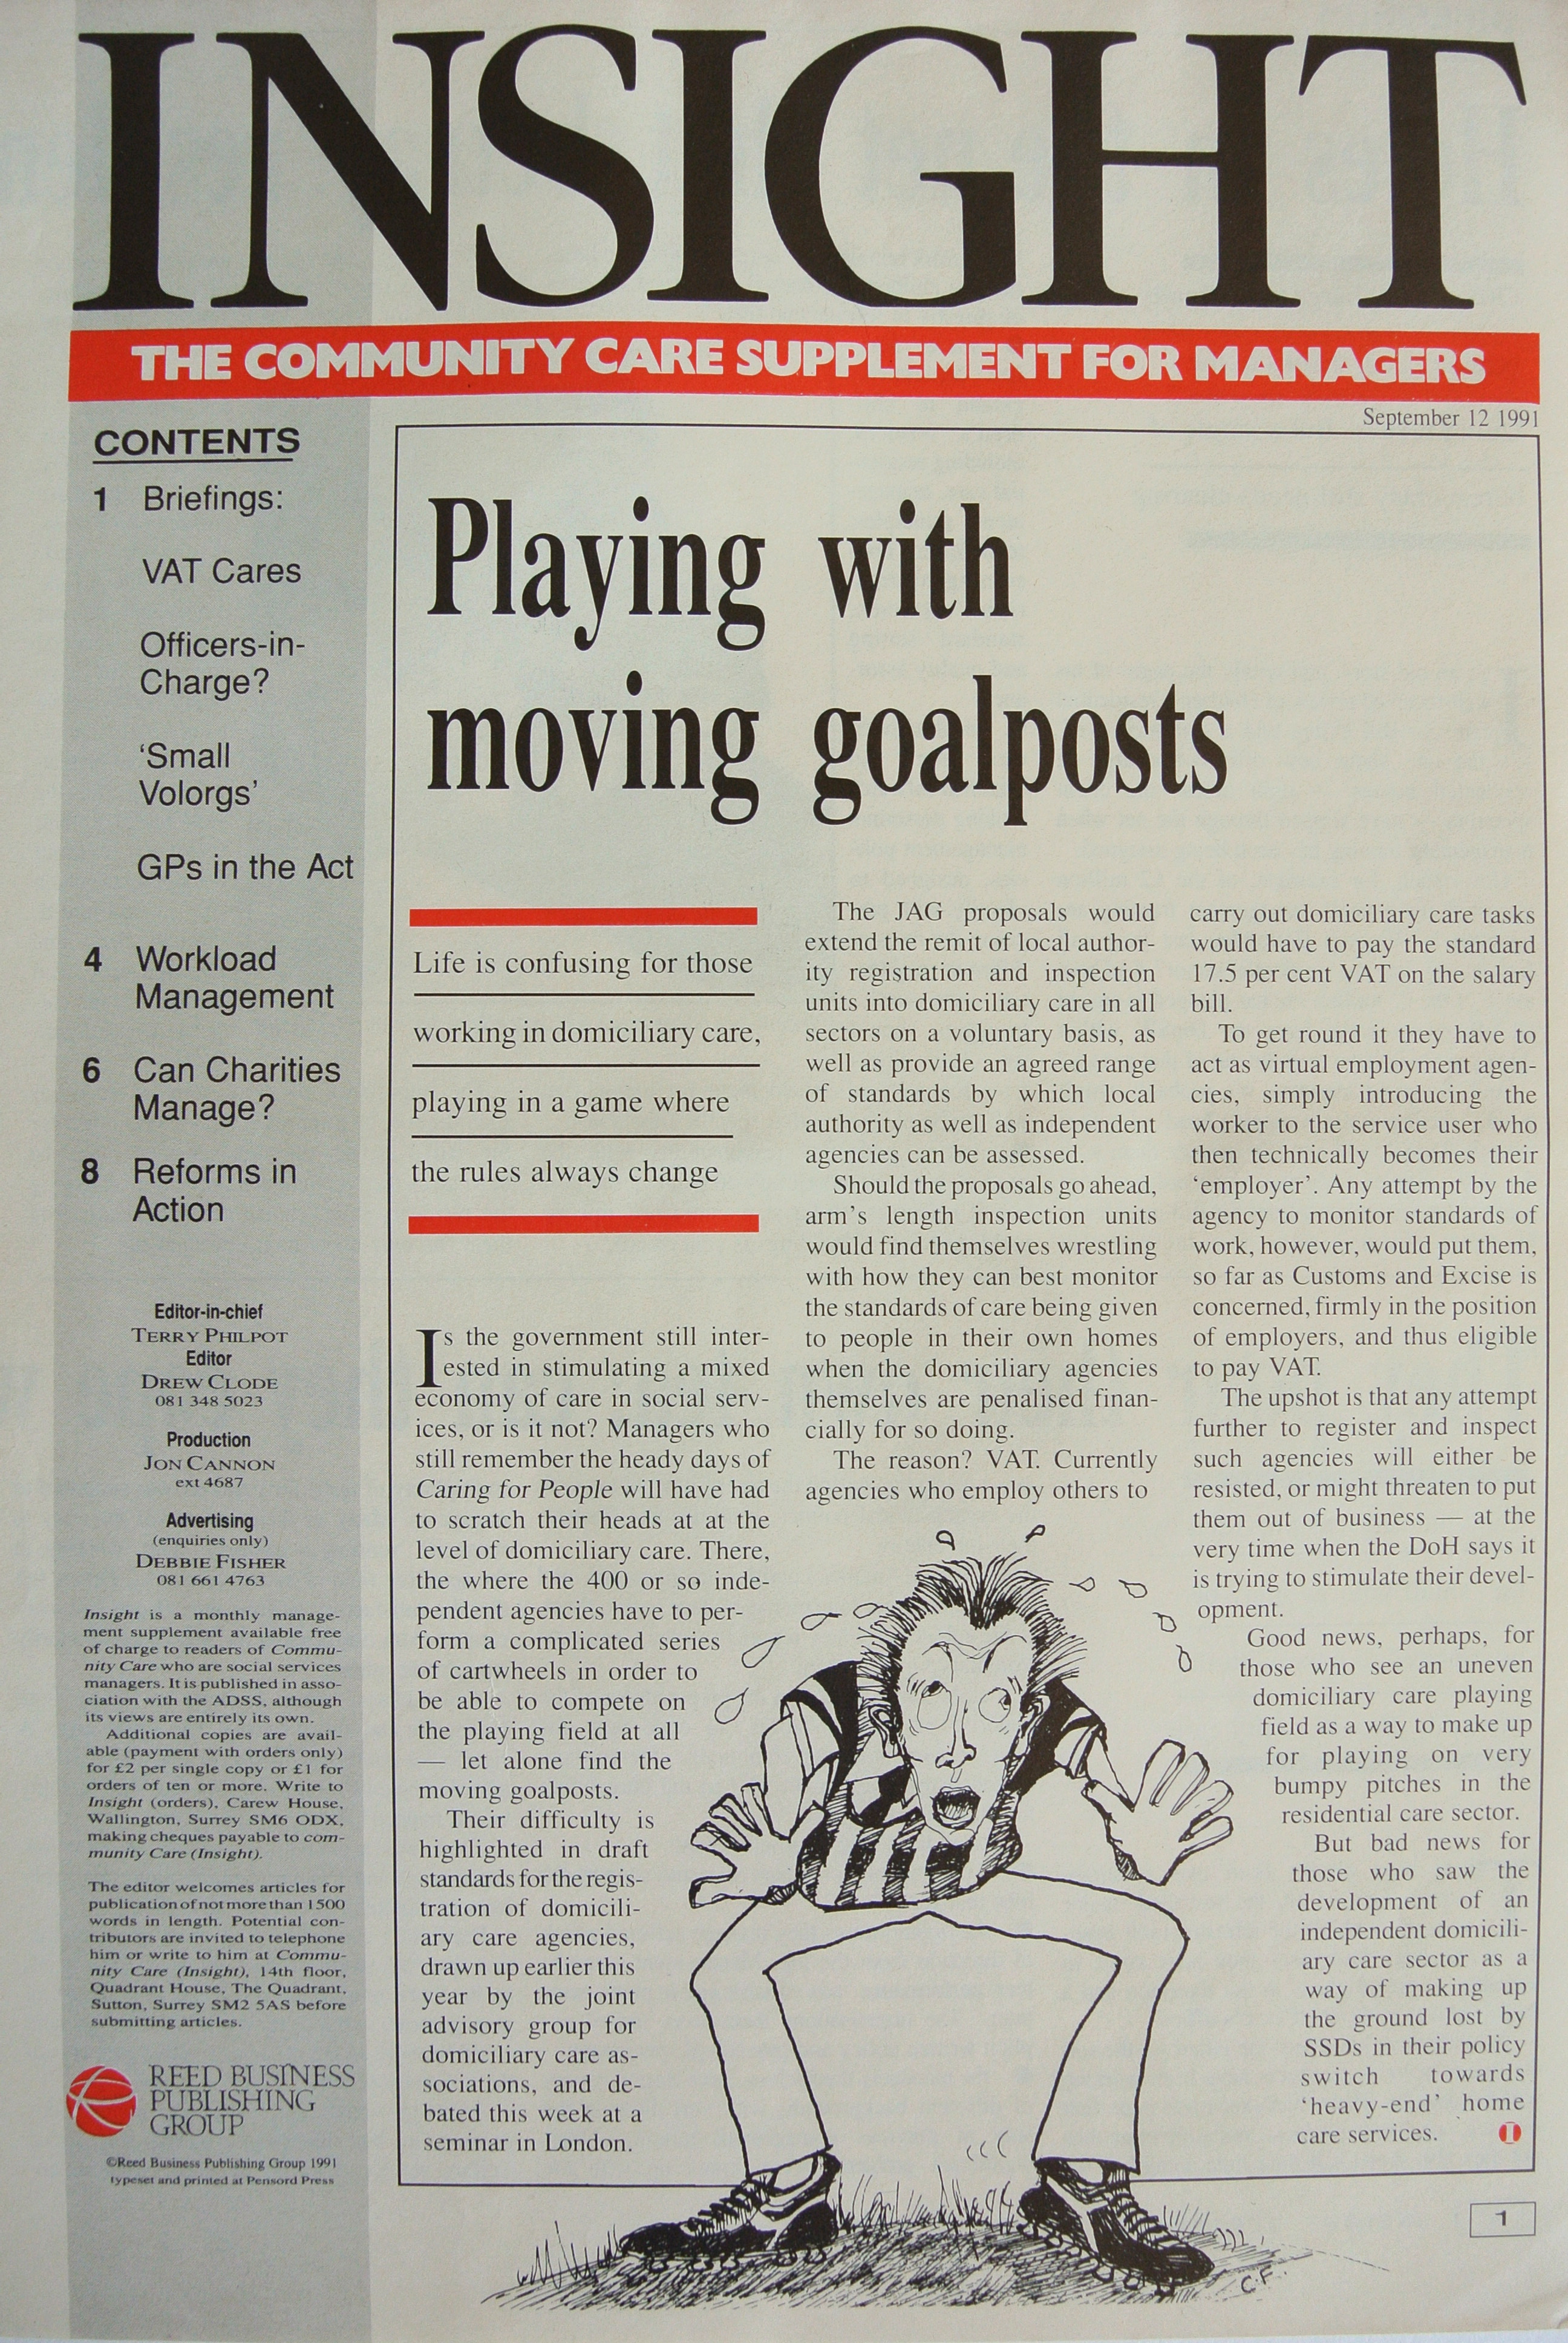 INSIGHT
THE COMMUNITY CARE SUPPLEMENT FOR MANAGERS
September 12 1991
CONTENTS
1 Briefings:
VAT Cares
Officers-in-
Charge?
‘Small
Volorgs’
GPs in the Act
4 Workload
Management
6 Can Charities
Manage?
8 Reforms in
Action
Editor-in-chief
TERRY PHILPOT
Editor
DREW CLODE
081 348 5023
Production
JON CANNON
ext 4687
Advertising
(enquiries only)
DEBBIE FISHER
081 661 4763
Insight is a monthly manage-
ment supplement available free
of charge to readers of Commu-
nity Care who are social services
managers. It is published in asso-
ciation with the ADSS, although
its views are entirely its own.
Additional copies are avail-
able (payment with orders only)
for £2 per single copy or £1 for
orders of ten or more. Write to
Insight (orders), Carew House,
Wallington, Surrey SM6 ODX,
making cheques payable to com-
munity Care (Insight).
The editor welcomes articles for
publication of not more than 1500
words in length. Potential con-
tributors are invited to telephone
him or write to him at Commu-
nity Care (Insight), 14th floor,
Quadrant House, The Quadrant,
Sutton, Surrey SM2 5AS before
submitting articles.
REED BUSINESS
PUBLISHING
GROUP
©Reed Business Publishing Group 1991
typeset and printed at Pensord Press
Playing with
moving goalposts
Life is confusing for those
working in domiciliary care,
playing in a game where
the rules always change
Is the government still inter-
ested in stimulating a mixed
economy of care in social serv-
ices, or is it not? Managers who
still remember the heady days of
Caring for People will have had
to scratch their heads at at the
level of domiciliary care. There,
the where the 400 or so inde-
pendent agencies have to per-
form a complicated series
of cartwheels in order to
be able to compete on
the playing field at all
— let alone find the
moving goalposts.
Their difficulty is
highlighted in draft
standards for the regis-
tration of domicili-
ary care agencies,
drawn up earlier this
year by the joint
advisory group for
domiciliary care as-
sociations, and de-
bated this week at a
seminar in London.
The JAG proposals would
extend the remit of local author-
ity registration and inspection
units into domiciliary care in all
sectors on a voluntary basis, as
well as provide an agreed range
of standards by which local
authority as well as independent
agencies can be assessed.
Should the proposals go ahead,
arm’s length inspection units
would find themselves wrestling
with how they can best monitor
the standards of care being given
to people in their own homes
when the domiciliary agencies
themselves are penalised finan-
cially for so doing.
The reason? VAT. Currently
agencies who employ others to
carry out domiciliary care tasks
would have to pay the standard
17.5 per cent VAT on the salary
bill.
To get round it they have to
act as virtual employment agen-
cies, simply introducing the
worker to the service user who
then technically becomes their
‘employer’. Any attempt by the
agency to monitor standards of
work, however, would put them,
so far as Customs and Excise is
concerned, firmly in the position
of employers, and thus eligible
to pay VAT.
The upshot is that any attempt
further to register and inspect
such agencies will either be
resisted, or might threaten to put
them out of business — at the
very time when the DoH says it
is trying to stimulate their devel-
opment.
Good news, perhaps, for
those who see an uneven
domiciliary care playing
field as a way to make up
for playing on very
bumpy pitches in the
residential care sector.
But bad news for
those who saw the
development of an
independent domicili-
ary care sector as a
way of making up
the ground lost by
SSDs in their policy
switch towards
‘heavy-end’ home
care services. I
C.F.
1